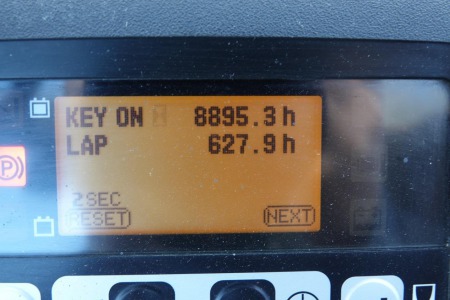 KEY ON 8895.3 h
LAP 627.9 h
2SEC
RESET NEXT
P